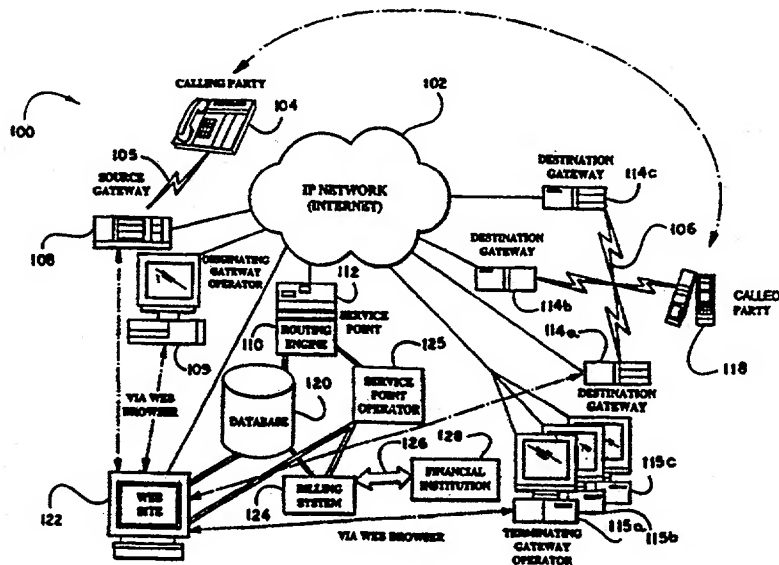 CALLING PARTY
104
102
100
105
SOURCE
GATEWAY
108
IP NETWORK
(INTERNET)
DESTINATION
GATEWAY
114c
106
DESTINATION
GATEWAY
114b
CALLED
PARTY
118
114a
DESTINATION
GATEWAY
ORIGINATING
GATEWAY
OPERATOR
109
112
SERVICE
POINT
110
ROUTING
ENGINE
125
SERVICE
POINT
OPERATOR
VIA WEB
BROWSER
DATABASE
120
126
128
FINANCIAL
INSTITUTION
122
WEB
SITE
124
BILLING
SYSTEM
VIA WEB BROWSER
TERMINATING
GATEWAY
OPERATOR
115a
115b
115c